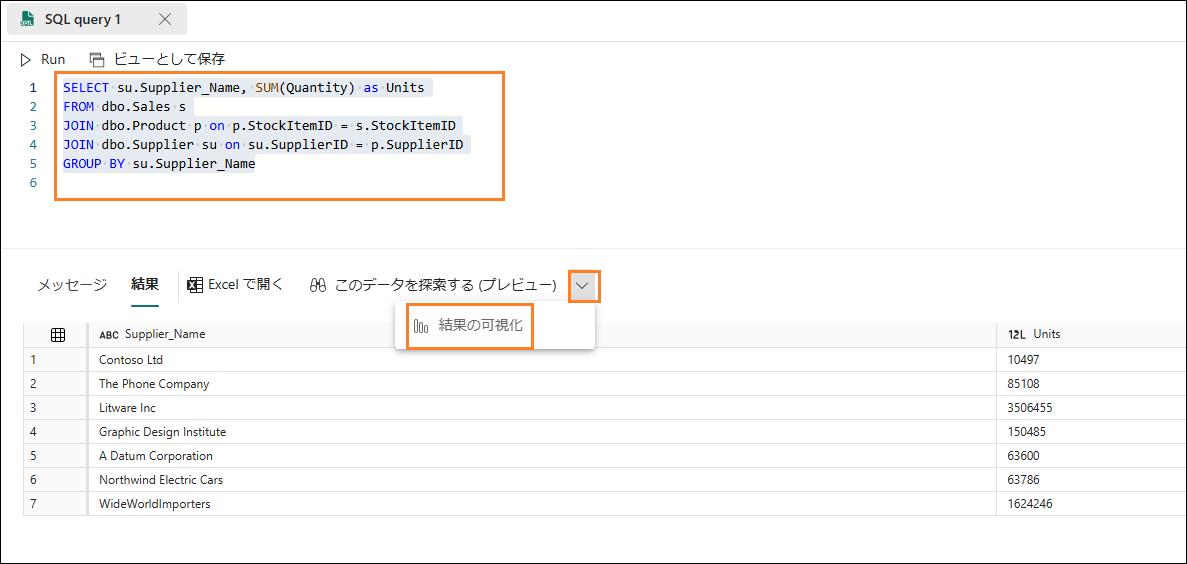 SQL query 1
Run ビューとして保存
1 SELECT su.Supplier_Name, SUM(Quantity) as Units
2 FROM dbo.Sales s
3 JOIN dbo.Product p on p.StockItemID = s.StockItemID
4 JOIN dbo.Supplier su on su.SupplierID = p.SupplierID
5 GROUP BY su.Supplier_Name
6
メッセージ 結果 Excel で開く このデータを探索する (プレビュー)
結果の可視化
ABC Supplier_Name 12L Units
1 Contoso Ltd 10497
2 The Phone Company 85108
3 Litware Inc 3506455
4 Graphic Design Institute 150485
5 A Datum Corporation 63600
6 Northwind Electric Cars 63786
7 WideWorldImporters 1624246